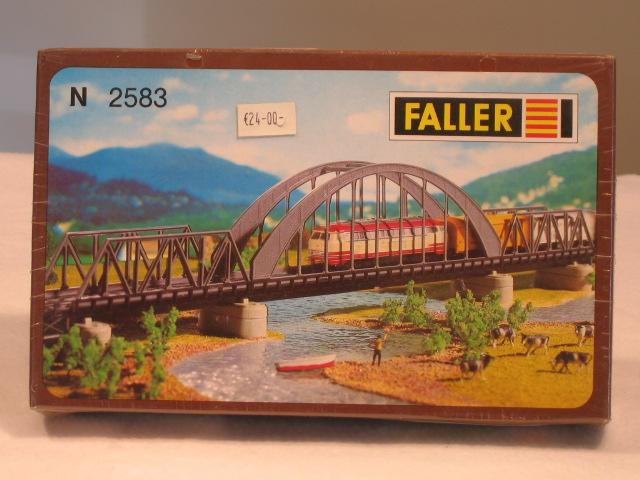 N 2583
€24-00,-
FALLER